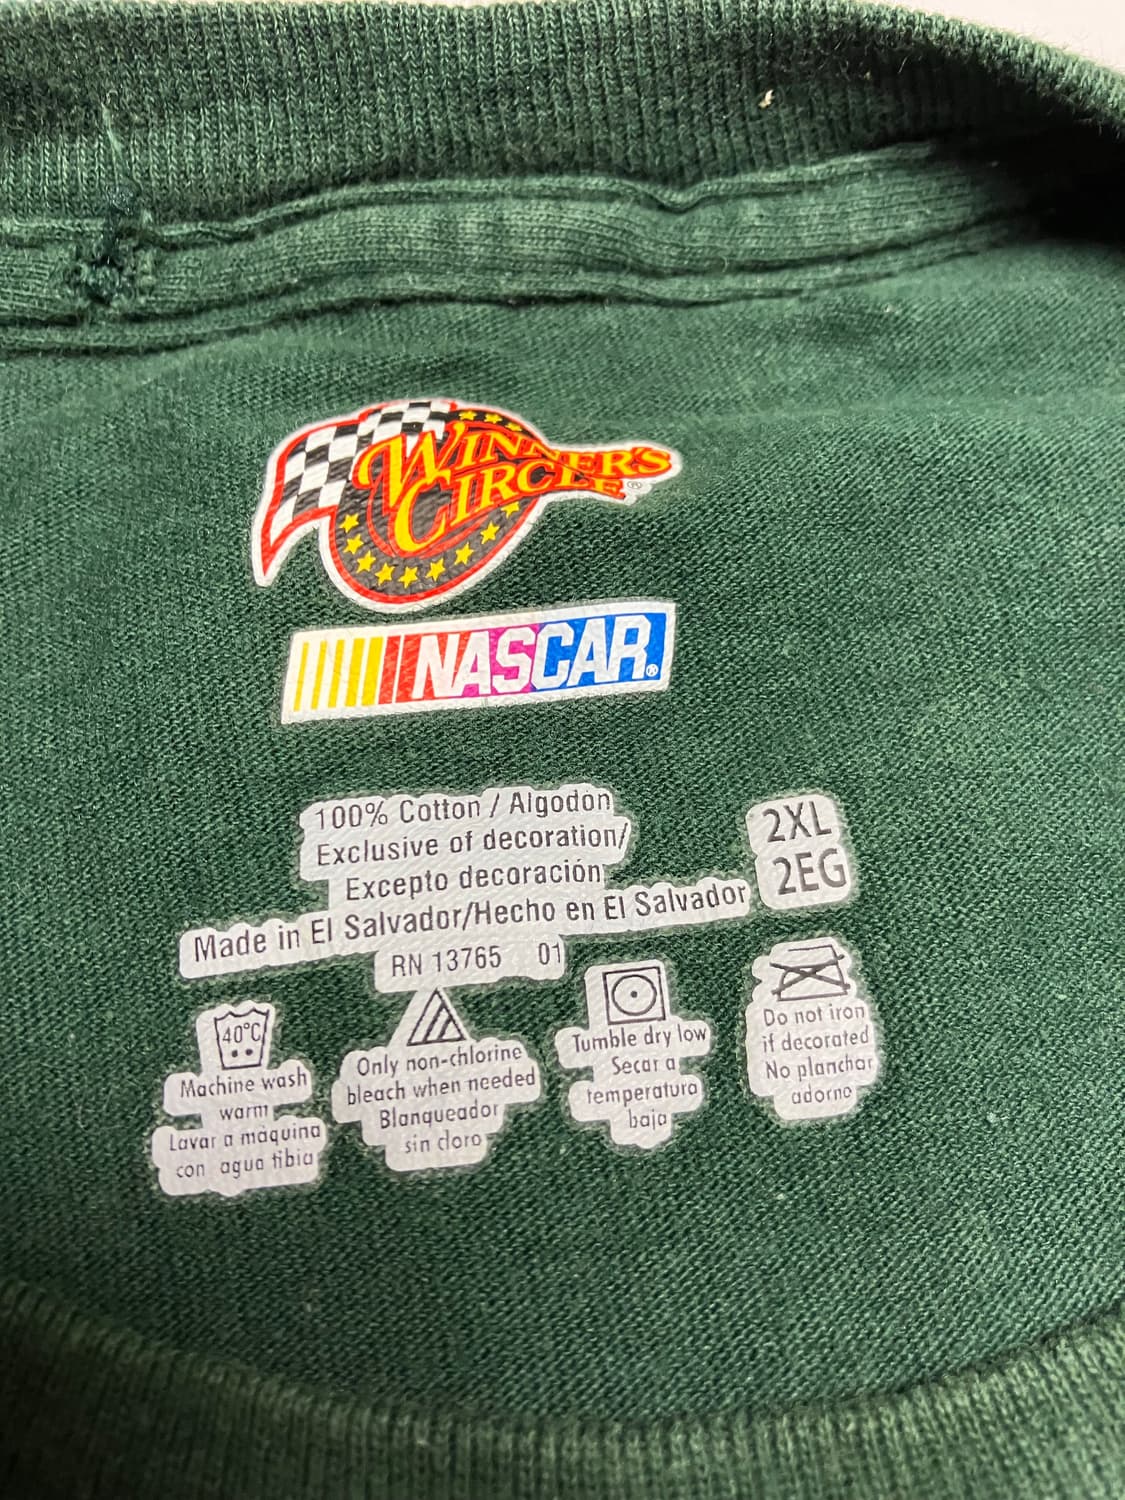 WINNER'S
CIRCLE®
NASCAR®
100% Cotton / Algodón
Exclusive of decoration/
Excepto decoración
Made in El Salvador/Hecho en El Salvador
RN 13765 01
2XL
2EG
40°C
Machine wash
warm
Lavar a máquina
con agua tibia
Only non-chlorine
bleach when needed
Blanqueador
sin cloro
Tumble dry low
Secar a
temperatura
baja
Do not iron
if decorated
No planchar
adorno